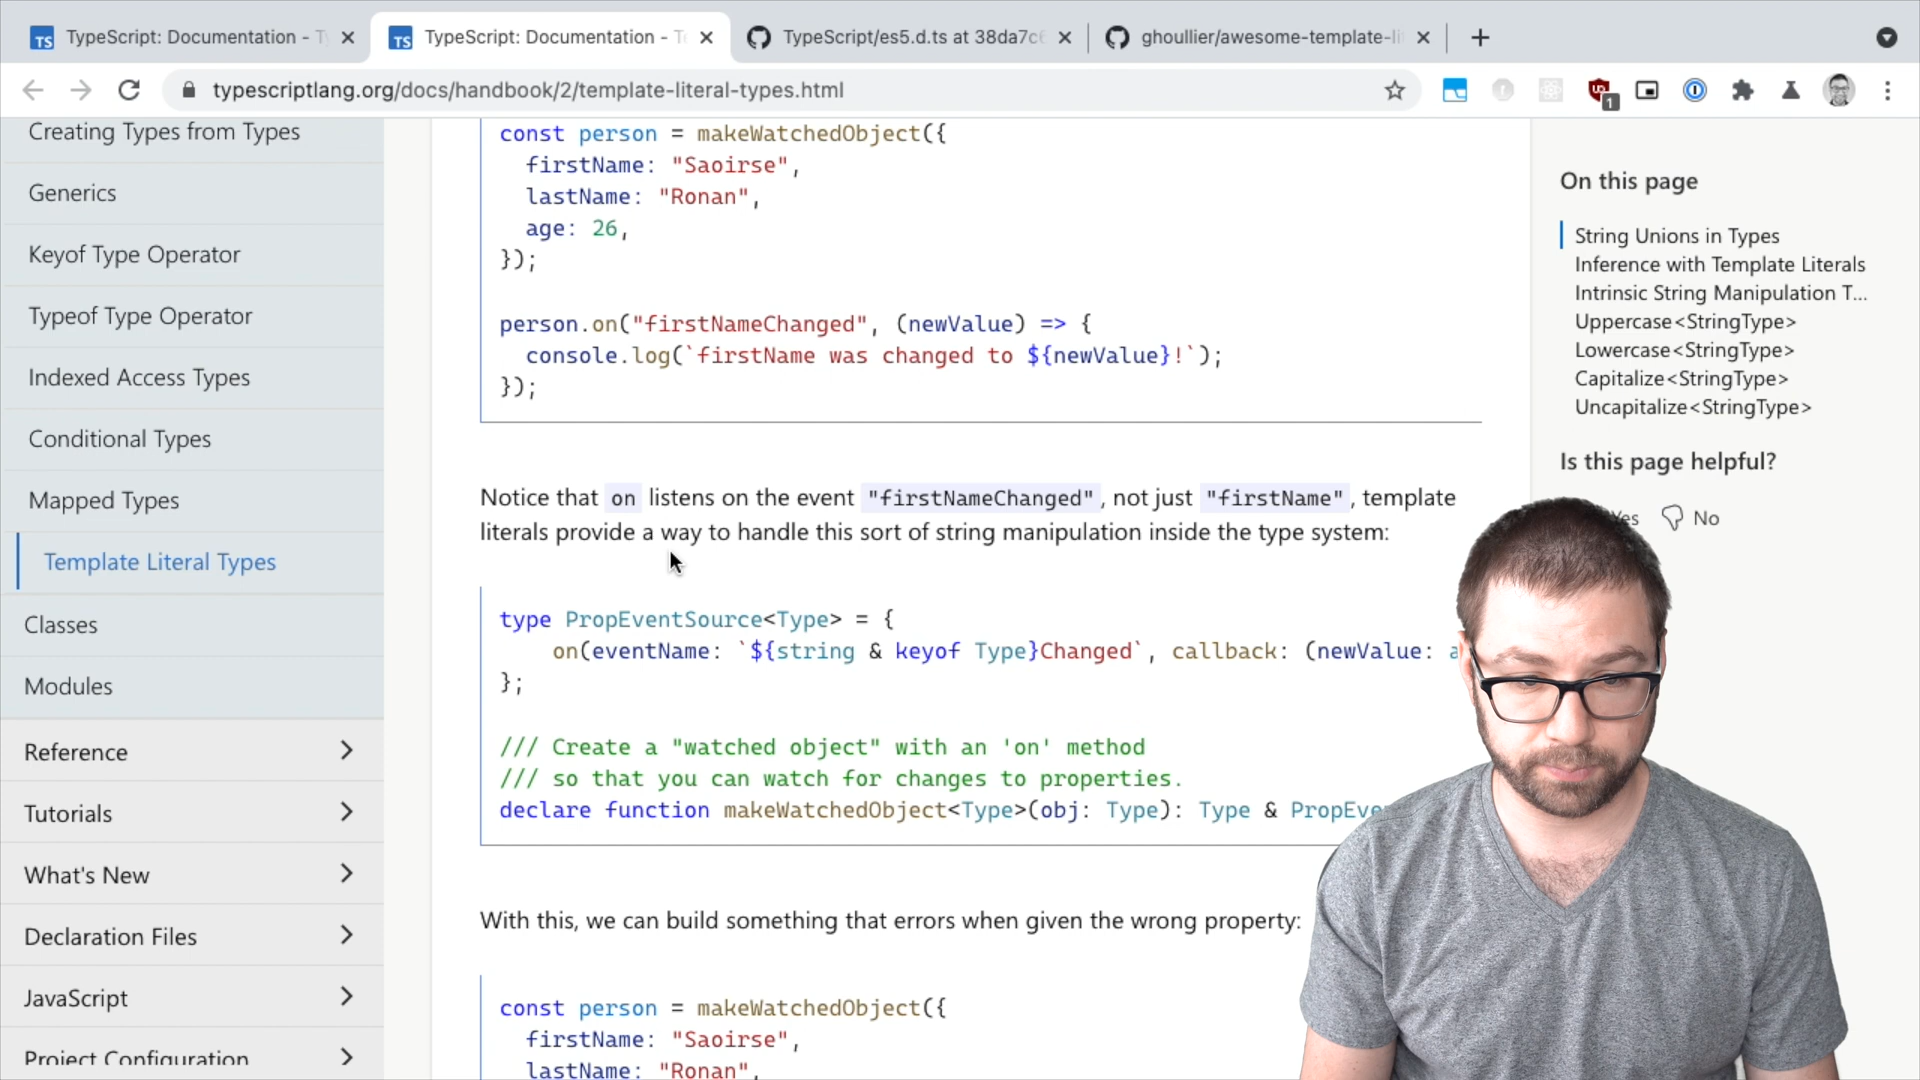 TypeScript: Documentation - T
TypeScript: Documentation - Te
TypeScript/es5.d.ts at 38da7c6
ghoullier/awesome-template-li
typescriptlang.org/docs/handbook/2/template-literal-types.html
1
Creating Types from Types
Generics
Keyof Type Operator
Typeof Type Operator
Indexed Access Types
Conditional Types
Mapped Types
Template Literal Types
Classes
Modules
Reference
Tutorials
What's New
Declaration Files
JavaScript
Project Configuration
const person = makeWatchedObject({
firstName: "Saoirse",
lastName: "Ronan",
age: 26,
});
person.on("firstNameChanged", (newValue) => {
console.log(`firstName was changed to ${newValue}!`);
});
Notice that on listens on the event "firstNameChanged", not just "firstName", template
literals provide a way to handle this sort of string manipulation inside the type system:
type PropEventSource<Type> = {
on(eventName: `${string & keyof Type}Changed`, callback: (newValue: a
};
/// Create a "watched object" with an 'on' method
/// so that you can watch for changes to properties.
declare function makeWatchedObject<Type>(obj: Type): Type & PropEve
With this, we can build something that errors when given the wrong property:
const person = makeWatchedObject({
firstName: "Saoirse",
lastName: "Ronan",
On this page
String Unions in Types
Inference with Template Literals
Intrinsic String Manipulation T...
Uppercase<StringType>
Lowercase<StringType>
Capitalize<StringType>
Uncapitalize<StringType>
Is this page helpful?
Yes
No